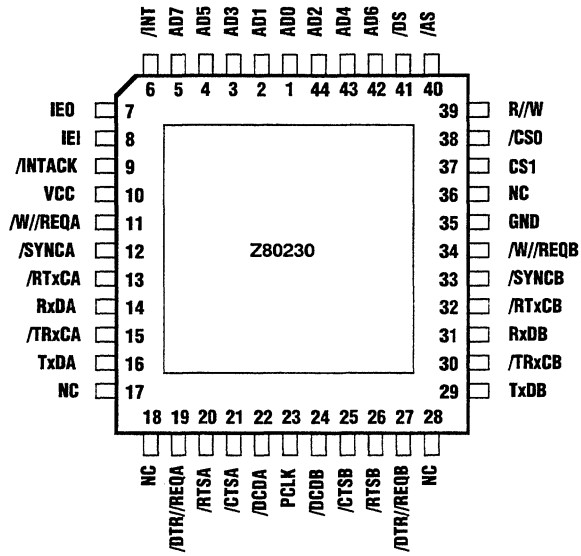 /INT AD7 AD5 AD3 AD1 AD0 AD2 AD4 AD6 /DS /AS
6 5 4 3 2 1 44 43 42 41 40
IEO 7 39 R//W
IEI 8 38 /CS0
/INTACK 9 37 CS1
VCC 10 36 NC
/W//REQA 11 35 GND
/SYNCA 12 34 /W//REQB
Z80230
/RTxCA 13 33 /SYNCB
RxDA 14 32 /RTxCB
/TRxCA 15 31 RxDB
TxDA 16 30 /TRxCB
NC 17 29 TxDB
18 19 20 21 22 23 24 25 26 27 28
NC /DTR//REQA /RTSA /CTSA /DCDA PCLK /DCDB /CTSB /RTSB /DTR//REQB NC